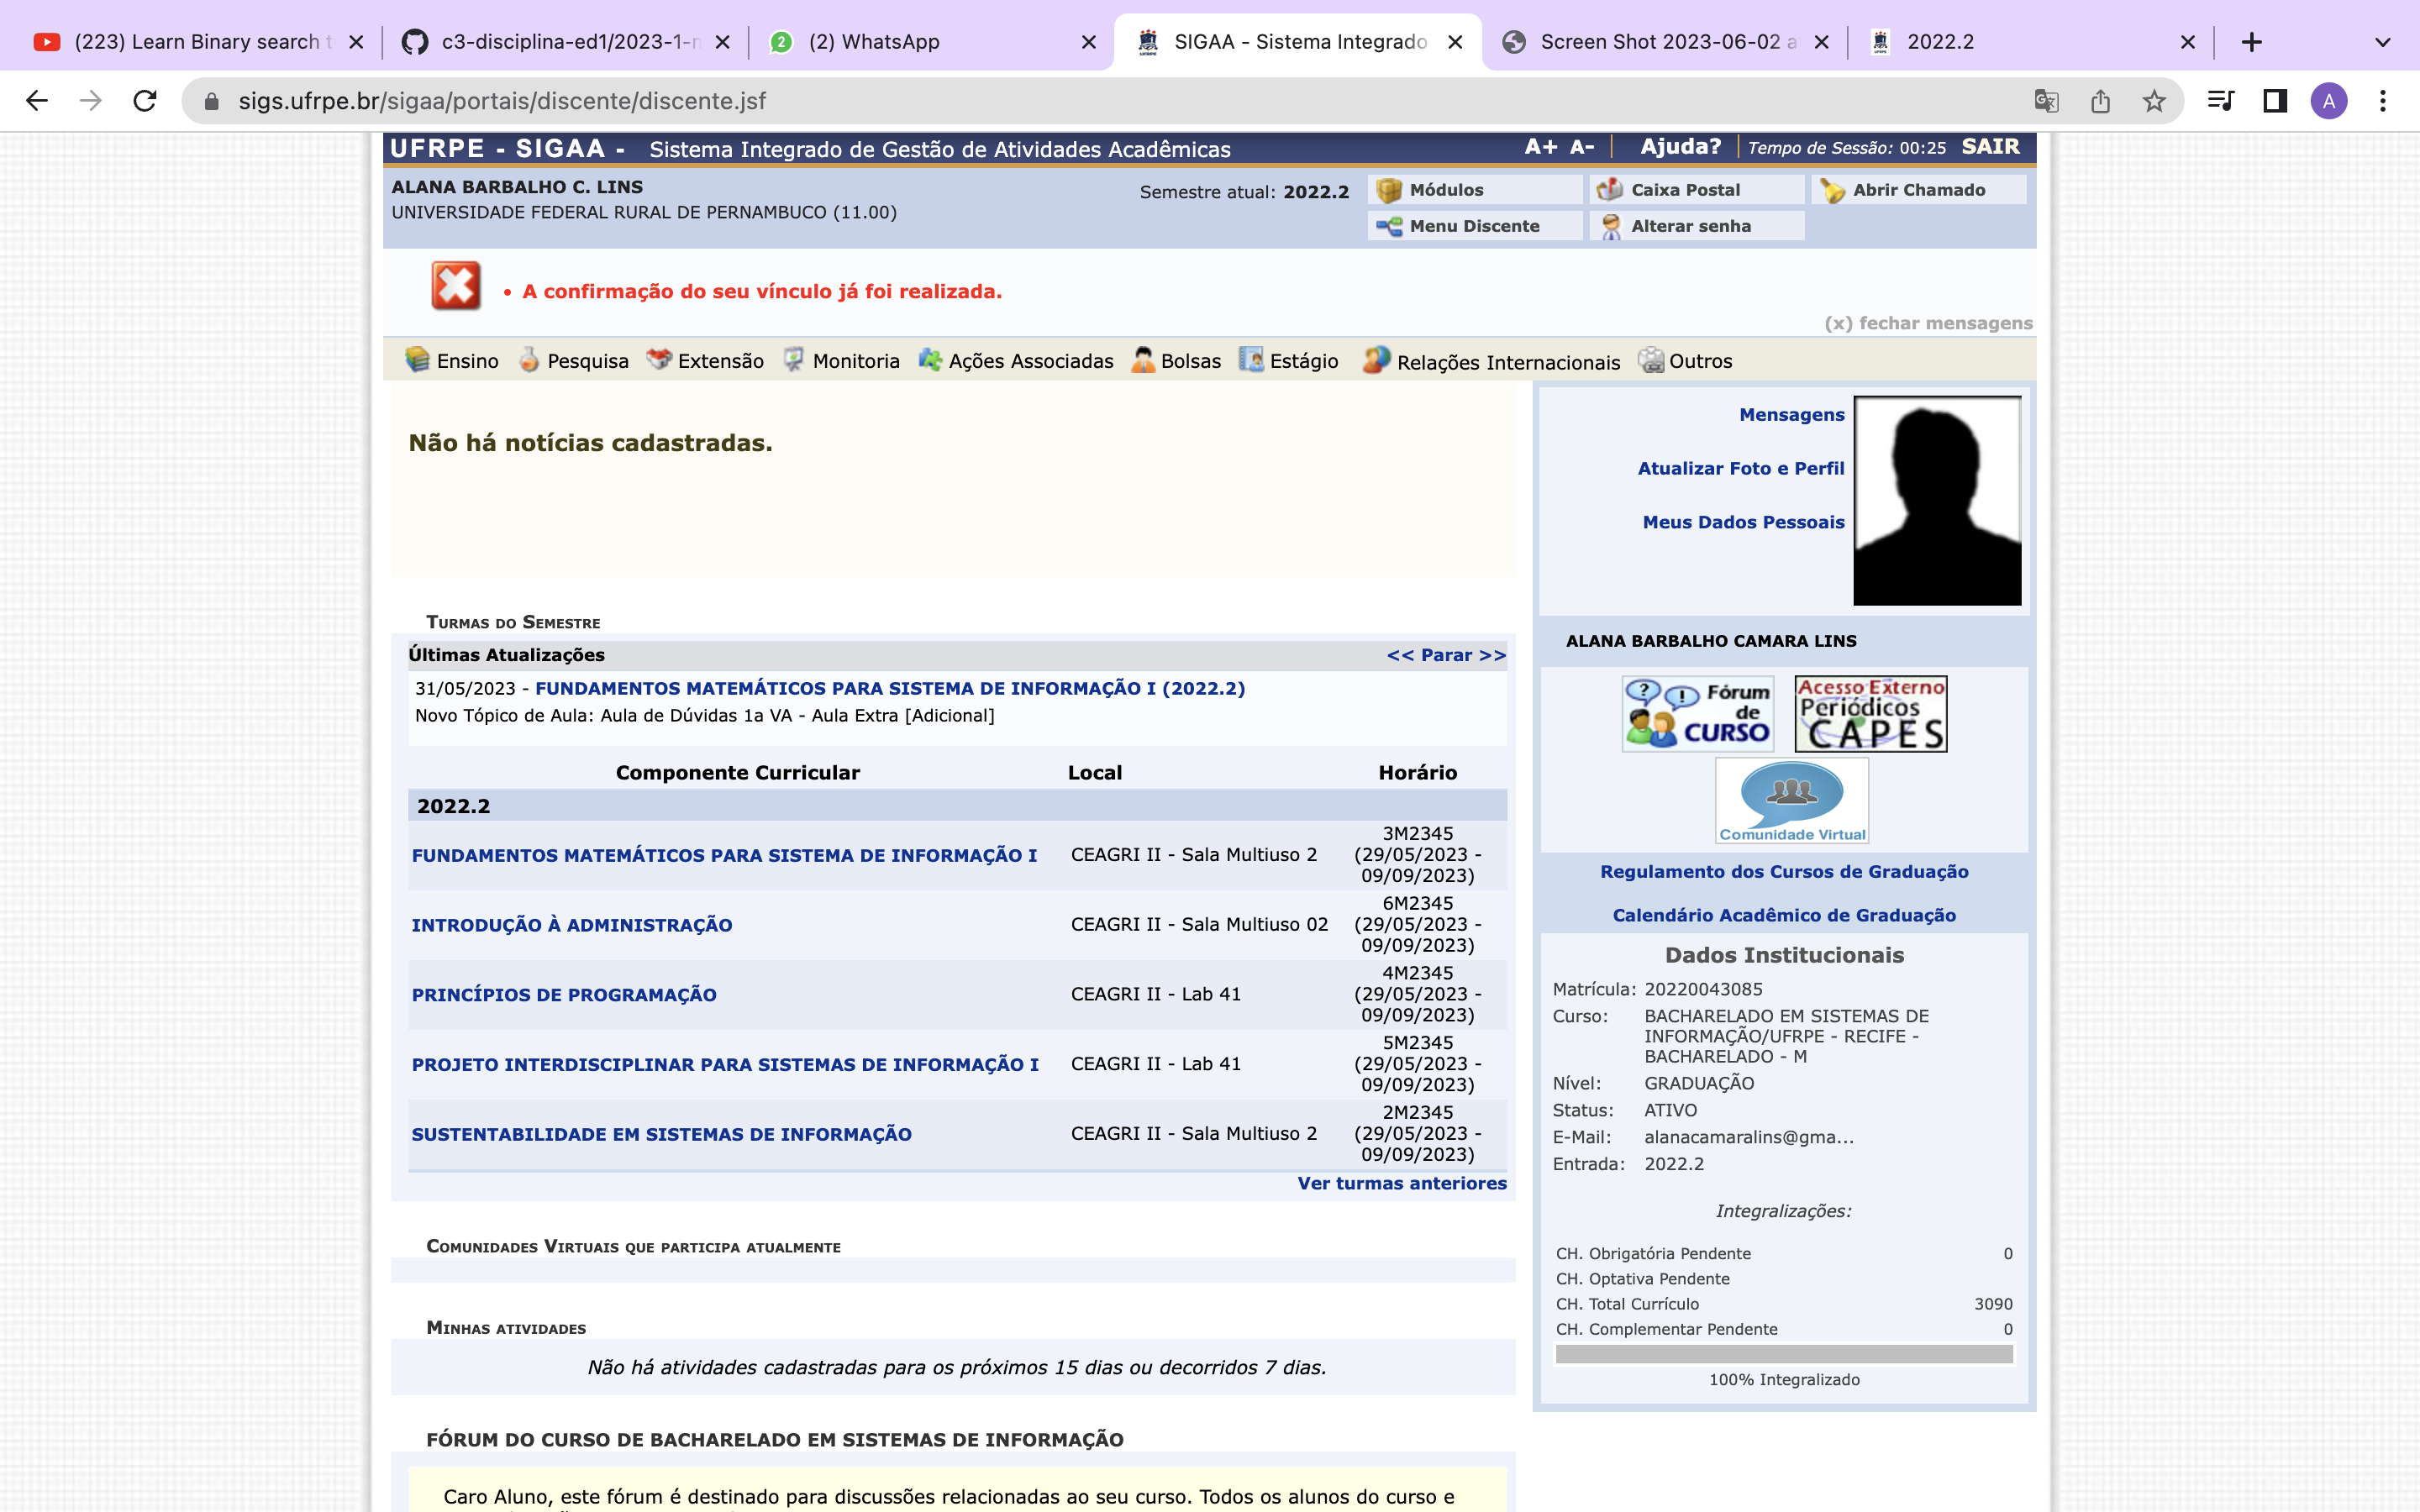 (223) Learn Binary search t
c3-disciplina-ed1/2023-1-
2
(2) WhatsApp
SIGAA - Sistema Integrado
Screen Shot 2023-06-02 a
2022.2
sigs.ufrpe.br/sigaa/portais/discente/discente.jsf
A
UFRPE - SIGAA - Sistema Integrado de Gestão de Atividades Acadêmicas
A+ A- Ajuda? Tempo de Sessão: 00:25 SAIR
ALANA BARBALHO C. LINS
UNIVERSIDADE FEDERAL RURAL DE PERNAMBUCO (11.00)
Semestre atual: 2022.2
Módulos Caixa Postal Abrir Chamado
Menu Discente Alterar senha
• A confirmação do seu vínculo já foi realizada.
(x) fechar mensagens
Ensino Pesquisa Extensão Monitoria Ações Associadas Bolsas Estágio Relações Internacionais Outros
Não há notícias cadastradas.
Turmas do Semestre
Últimas Atualizações << Parar >>
31/05/2023 - FUNDAMENTOS MATEMÁTICOS PARA SISTEMA DE INFORMAÇÃO I (2022.2)
Novo Tópico de Aula: Aula de Dúvidas 1a VA - Aula Extra [Adicional]
Componente Curricular Local Horário
2022.2
FUNDAMENTOS MATEMÁTICOS PARA SISTEMA DE INFORMAÇÃO I CEAGRI II - Sala Multiuso 2
3M2345
(29/05/2023 -
09/09/2023)
INTRODUÇÃO À ADMINISTRAÇÃO CEAGRI II - Sala Multiuso 02
6M2345
(29/05/2023 -
09/09/2023)
PRINCÍPIOS DE PROGRAMAÇÃO CEAGRI II - Lab 41
4M2345
(29/05/2023 -
09/09/2023)
PROJETO INTERDISCIPLINAR PARA SISTEMAS DE INFORMAÇÃO I CEAGRI II - Lab 41
5M2345
(29/05/2023 -
09/09/2023)
SUSTENTABILIDADE EM SISTEMAS DE INFORMAÇÃO CEAGRI II - Sala Multiuso 2
2M2345
(29/05/2023 -
09/09/2023)
Ver turmas anteriores
Comunidades Virtuais que participa atualmente
Minhas atividades
Não há atividades cadastradas para os próximos 15 dias ou decorridos 7 dias.
FÓRUM DO CURSO DE BACHARELADO EM SISTEMAS DE INFORMAÇÃO
Caro Aluno, este fórum é destinado para discussões relacionadas ao seu curso. Todos os alunos do curso e
Mensagens
Atualizar Foto e Perfil
Meus Dados Pessoais
ALANA BARBALHO CAMARA LINS
? ! Fórum
de
CURSO
Acesso Externo
Periódicos
CAPES
Comunidade Virtual
Regulamento dos Cursos de Graduação
Calendário Acadêmico de Graduação
Dados Institucionais
Matrícula: 20220043085
Curso: BACHARELADO EM SISTEMAS DE
INFORMAÇÃO/UFRPE - RECIFE -
BACHARELADO - M
Nível: GRADUAÇÃO
Status: ATIVO
E-Mail: alanacamaralins@gma...
Entrada: 2022.2
Integralizações:
CH. Obrigatória Pendente 0
CH. Optativa Pendente
CH. Total Currículo 3090
CH. Complementar Pendente 0
100% Integralizado